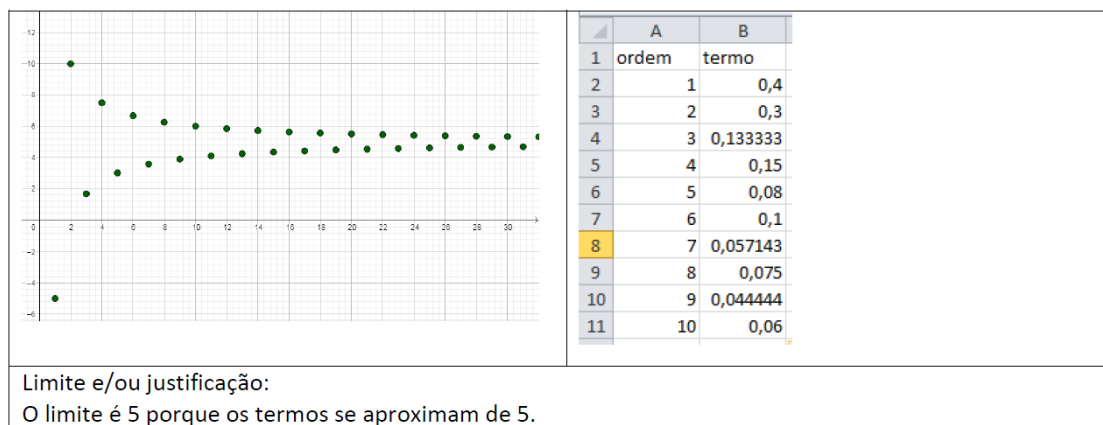 12
10
8
6
4
2
0 2 4 6 8 10 12 14 16 18 20 22 24 26 28 30
-2
-4
-6
A B
1 ordem termo
2 1 0,4
3 2 0,3
4 3 0,133333
5 4 0,15
6 5 0,08
7 6 0,1
8 7 0,057143
9 8 0,075
10 9 0,044444
11 10 0,06
Limite e/ou justificação:
O limite é 5 porque os termos se aproximam de 5.